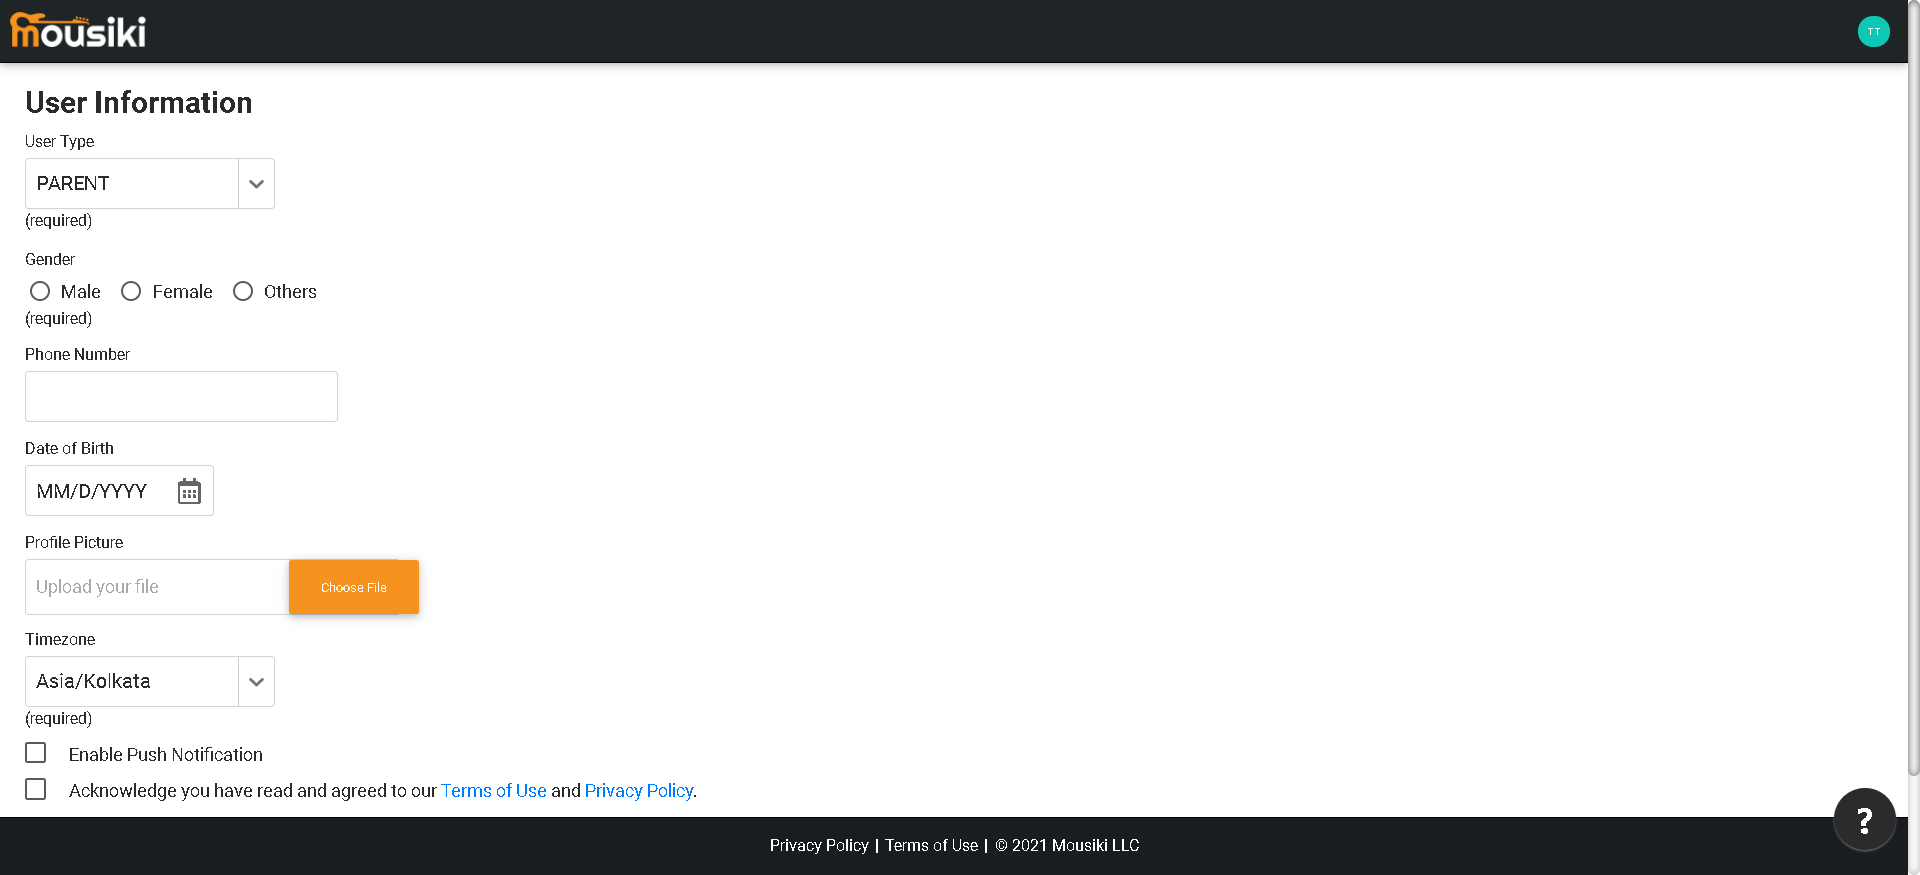 mousiki
TT
User Information
User Type
PARENT
(required)
Gender
Male Female Others
(required)
Phone Number
Date of Birth
MM/D/YYYY
Profile Picture
Upload your file Choose File
Timezone
Asia/Kolkata
(required)
Enable Push Notification
Acknowledge you have read and agreed to our Terms of Use and Privacy Policy.
?
Privacy Policy | Terms of Use | © 2021 Mousiki LLC